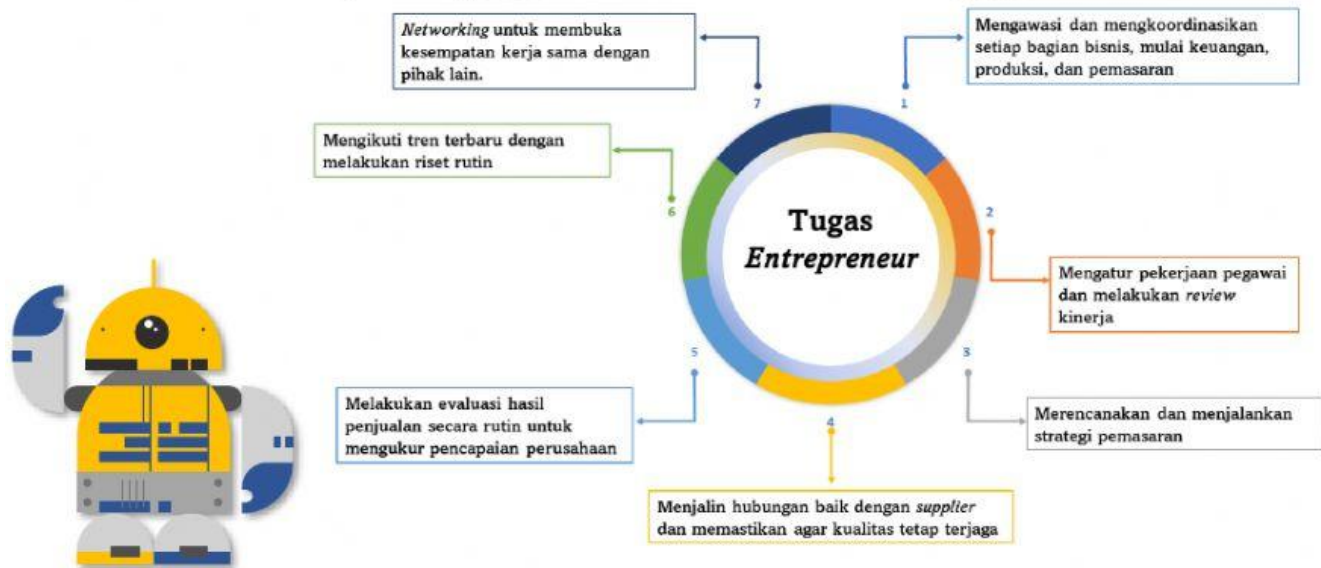 Tugas
Entrepreneur
1
Mengawasi dan mengkoordinasikan
setiap bagian bisnis, mulai keuangan,
produksi, dan pemasaran
2
Mengatur pekerjaan pegawai
dan melakukan review
kinerja
3
Merencanakan dan menjalankan
strategi pemasaran
4
Menjalin hubungan baik dengan supplier
dan memastikan agar kualitas tetap terjaga
5
Melakukan evaluasi hasil
penjualan secara rutin untuk
mengukur pencapaian perusahaan
6
Mengikuti tren terbaru dengan
melakukan riset rutin
7
Networking untuk membuka
kesempatan kerja sama dengan
pihak lain.